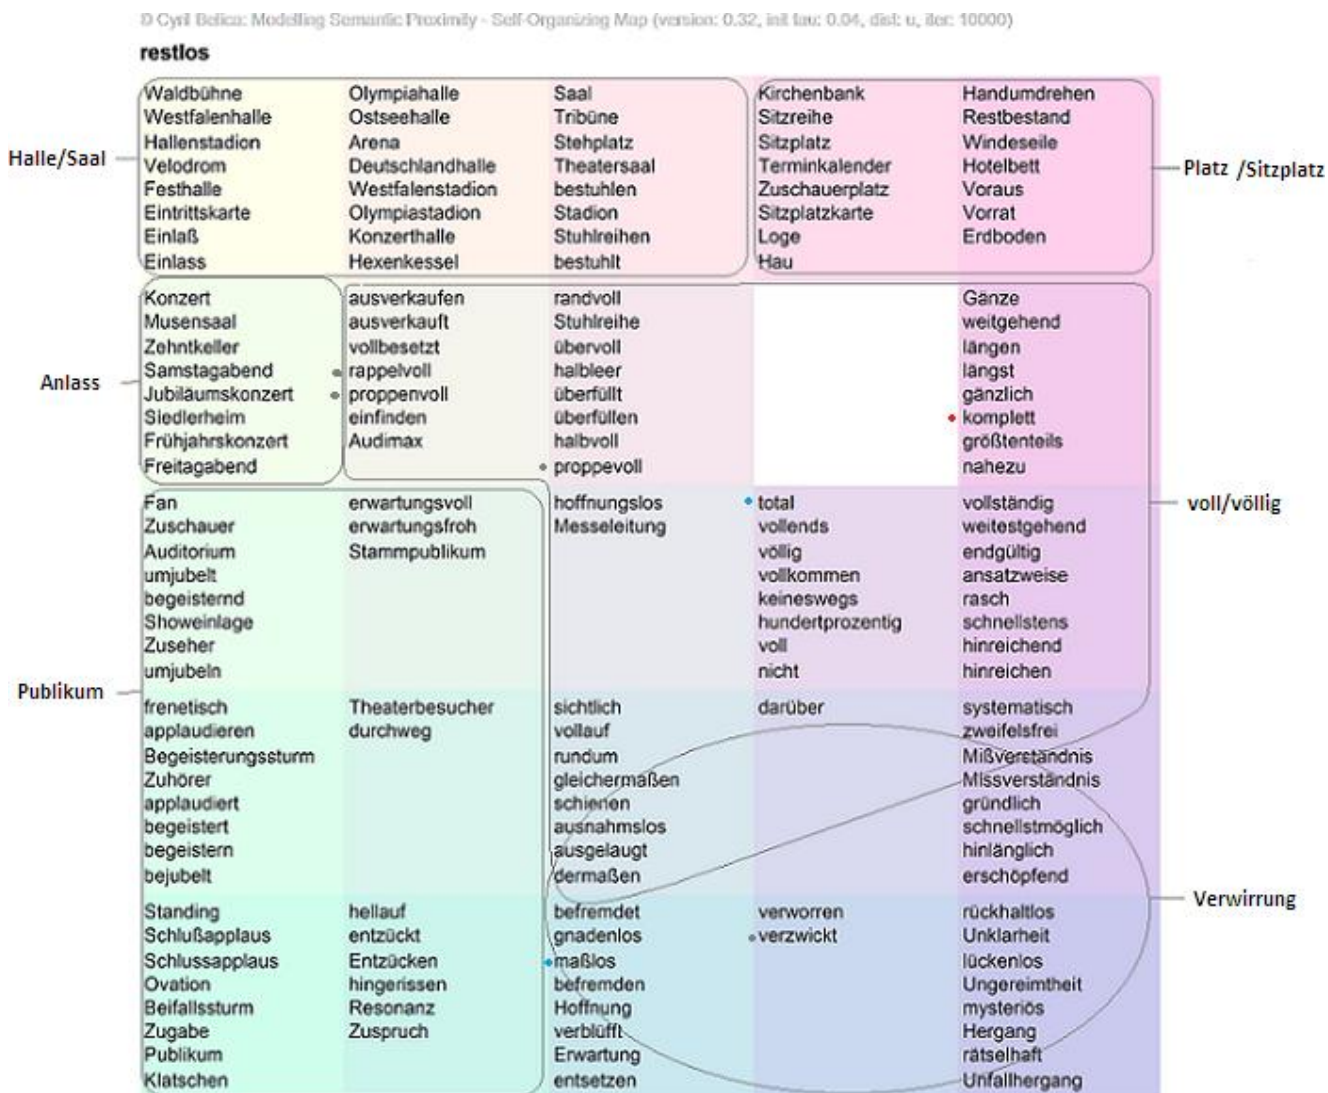 © Cyril Belica: Modelling Semantic Proximity - Self-Organizing Map (version: 0.32, init tau: 0.04, dist: u, iter: 10000)
restlos
Waldbühne Olympiahalle Saal Kirchenbank Handumdrehen
Westfalenhalle Ostseehalle Tribüne Sitzreihe Restbestand
Hallenstadion Arena Stehplatz Sitzplatz Windeseile
Halle/Saal Velodrom Deutschlandhalle Theatersaal Terminkalender Hotelbett Platz /Sitzplatz
Festhalle Westfalenstadion bestuhlen Zuschauerplatz Voraus
Eintrittskarte Olympiastadion Stadion Sitzplatzkarte Vorrat
Einlaß Konzerthalle Stuhlreihen Loge Erdboden
Einlass Hexenkessel bestuhlt Hau
Konzert ausverkaufen randvoll Gänze
Musensaal ausverkauft Stuhlreihe weitgehend
Zehntkeller vollbesetzt übervoll längen
Samstagabend rappelvoll halbleer längst
Anlass Jubiläumskonzert proppenvoll überfüllt gänzlich
Siedlerheim einfinden überfüllen komplett
Frühjahrskonzert Audimax halbvoll größtenteils
Freitagabend proppevoll nahezu
Fan erwartungsvoll hoffnungslos total vollständig voll/völlig
Zuschauer erwartungsfroh Messeleitung vollends weitestgehend
Auditorium Stammpublikum völlig endgültig
umjubelt vollkommen ansatzweise
begeisternd keineswegs rasch
Showeinlage hundertprozentig schnellstens
Zuseher voll hinreichend
umjubeln nicht hinreichen
Publikum
frenetisch Theaterbesucher sichtlich darüber systematisch
applaudieren durchweg vollauf zweifelsfrei
Begeisterungssturm rundum Mißverständnis
Zuhörer gleichermaßen Missverständnis
applaudiert schienen gründlich
begeistert ausnahmslos schnellstmöglich
begeistern ausgelaugt hinlänglich
bejubelt dermaßen erschöpfend
Verwirrung
Standing hellauf befremdet verworren rückhaltlos
Schlußapplaus entzückt gnadenlos verzwickt Unklarheit
Schlussapplaus Entzücken maßlos lückenlos
Ovation hingerissen befremden Ungereimtheit
Beifallssturm Resonanz Hoffnung mysteriös
Zugabe Zuspruch verblüfft Hergang
Publikum Erwartung rätselhaft
Klatschen entsetzen Unfallhergang